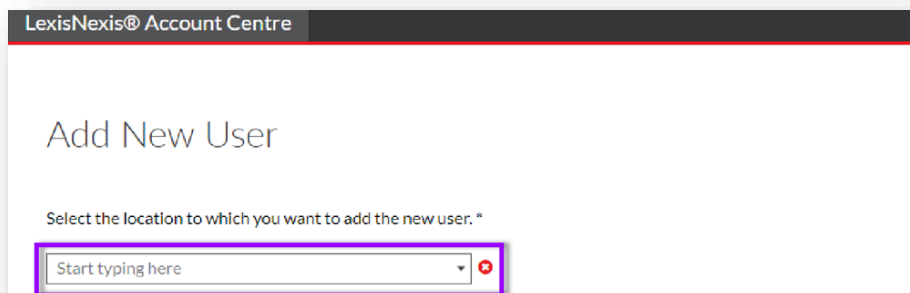 LexisNexis® Account Centre
Add New User
Select the location to which you want to add the new user. *
Start typing here